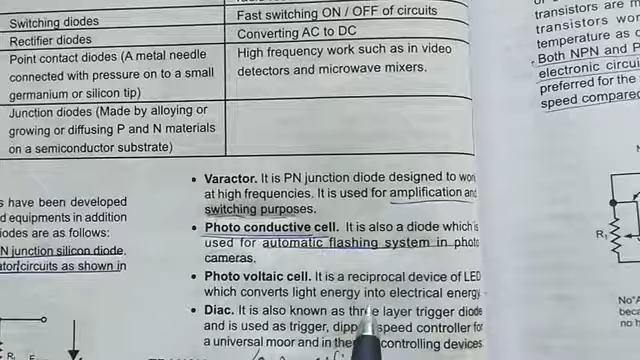 Switching diodes
Fast switching ON / OFF of circuits
Rectifier diodes
Converting AC to DC
Point contact diodes (A metal needle
connected with pressure on to a small
germanium or silicon tip)
High frequency work such as in video
detectors and microwave mixers.
Junction diodes (Made by alloying or
growing or diffusing P and N materials
on a semiconductor substrate)
s have been developed
d equipments in addition
iodes are as follows:
N junction silicon diode.
circuits as shown in
R₁
• Varactor. It is PN junction diode designed to wor
at high frequencies. It is used for amplification and
switching purposes.
• Photo conductive cell. It is also a diode which is
used for automatic flashing system in photo
cameras.
• Photo voltaic cell. It is a reciprocal device of LED
which converts light energy into electrical energy
• Diac. It is also known as three layer trigger diode
and is used as trigger, speed controller for
a universal moor and in controlling devices.
transistors are m
transistors wor
temperature as c
Both NPN and P
electronic circui
preferred for the
speed compared
R₁
No"A
beca
no h